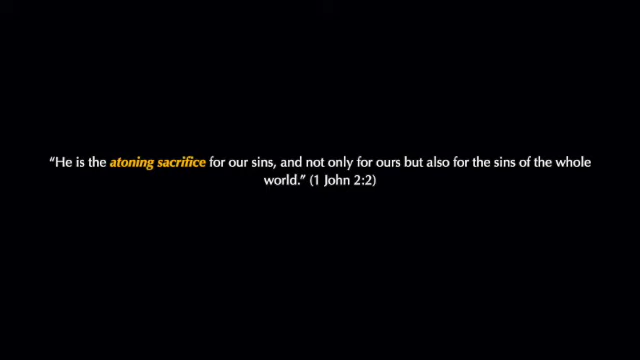 “He is the atoning sacrifice for our sins, and not only for ours but also for the sins of the whole
world.” (1 John 2:2)